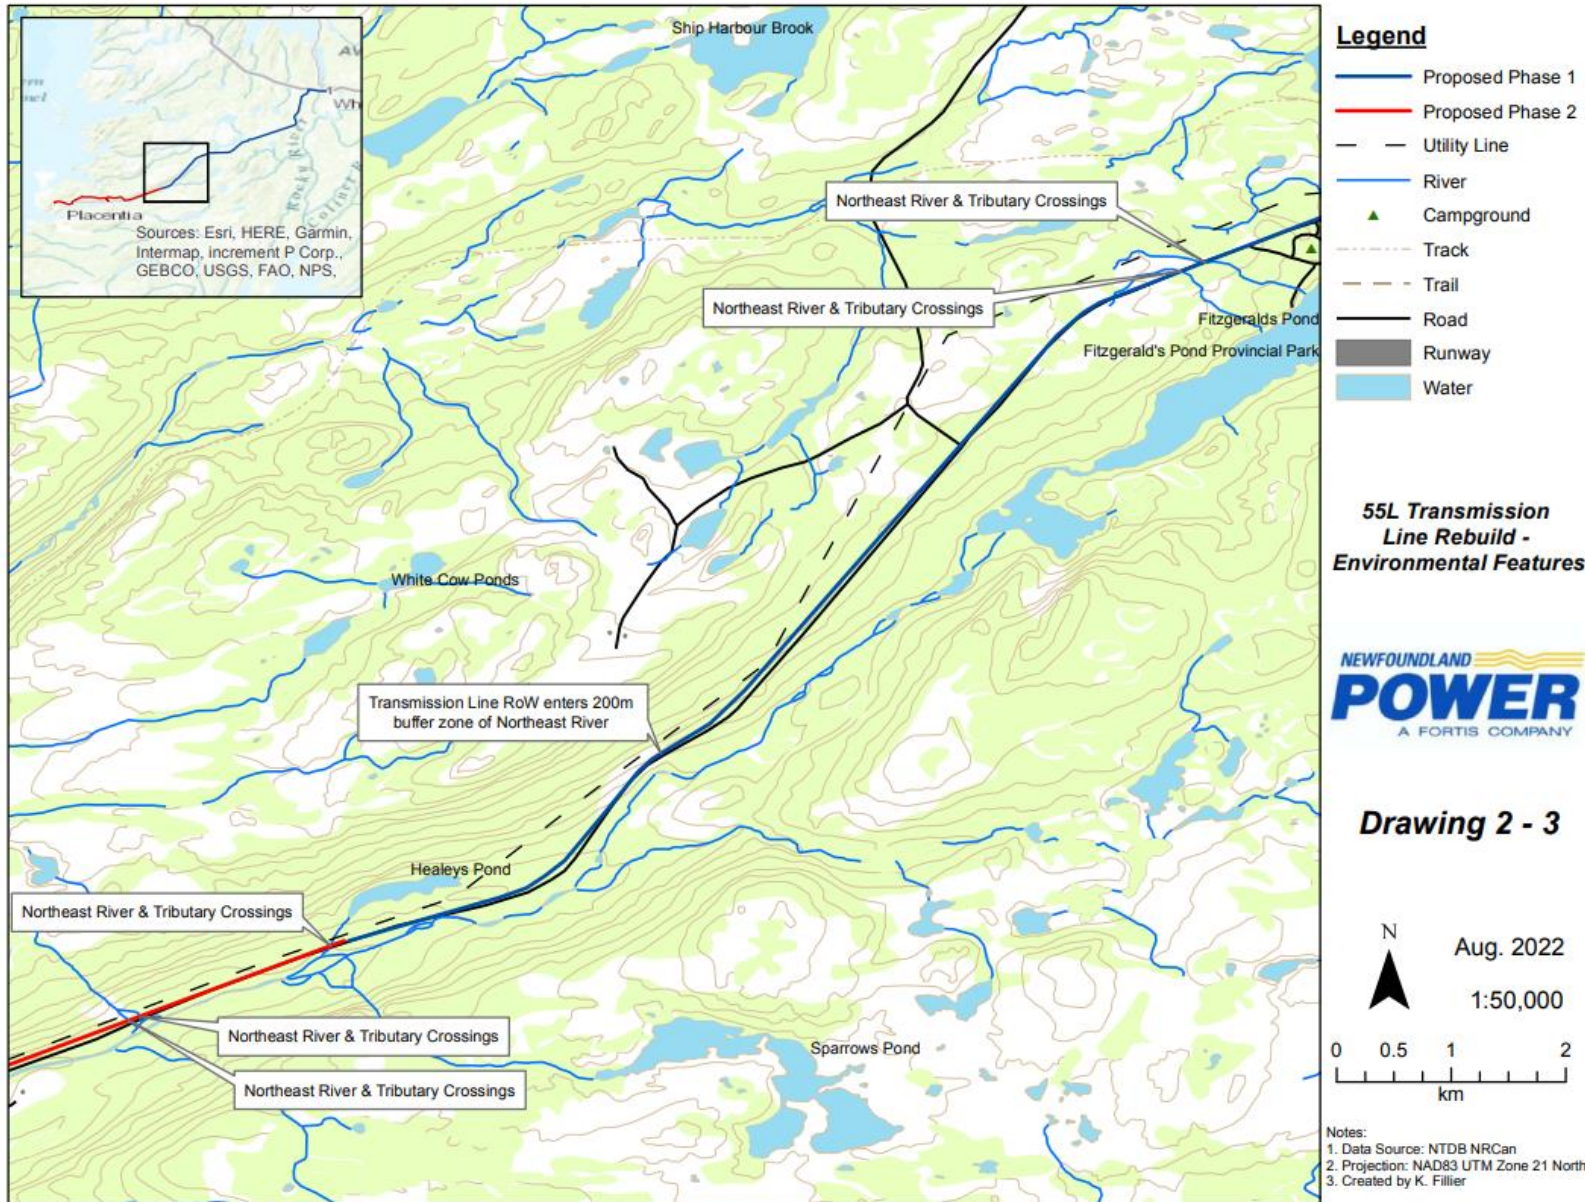 Ship Harbour Brook
Placentia
Rocky River
Sources: Esri, HERE, Garmin,
Intermap, increment P Corp.,
GEBCO, USGS, FAO, NPS,
Northeast River & Tributary Crossings
Northeast River & Tributary Crossings
Fitzgeralds Pond
Fitzgerald's Pond Provincial Park
White Cow Ponds
Transmission Line RoW enters 200m
buffer zone of Northeast River
Healeys Pond
Northeast River & Tributary Crossings
Northeast River & Tributary Crossings
Sparrows Pond
Northeast River & Tributary Crossings
Legend
Proposed Phase 1
Proposed Phase 2
Utility Line
River
Campground
Track
Trail
Road
Runway
Water
55L Transmission
Line Rebuild -
Environmental Features
NEWFOUNDLAND
POWER
A FORTIS COMPANY
Drawing 2 - 3
N
Aug. 2022
1:50,000
0 0.5 1 2
km
Notes:
1. Data Source: NTDB NRCan
2. Projection: NAD83 UTM Zone 21 North
3. Created by K. Fillier